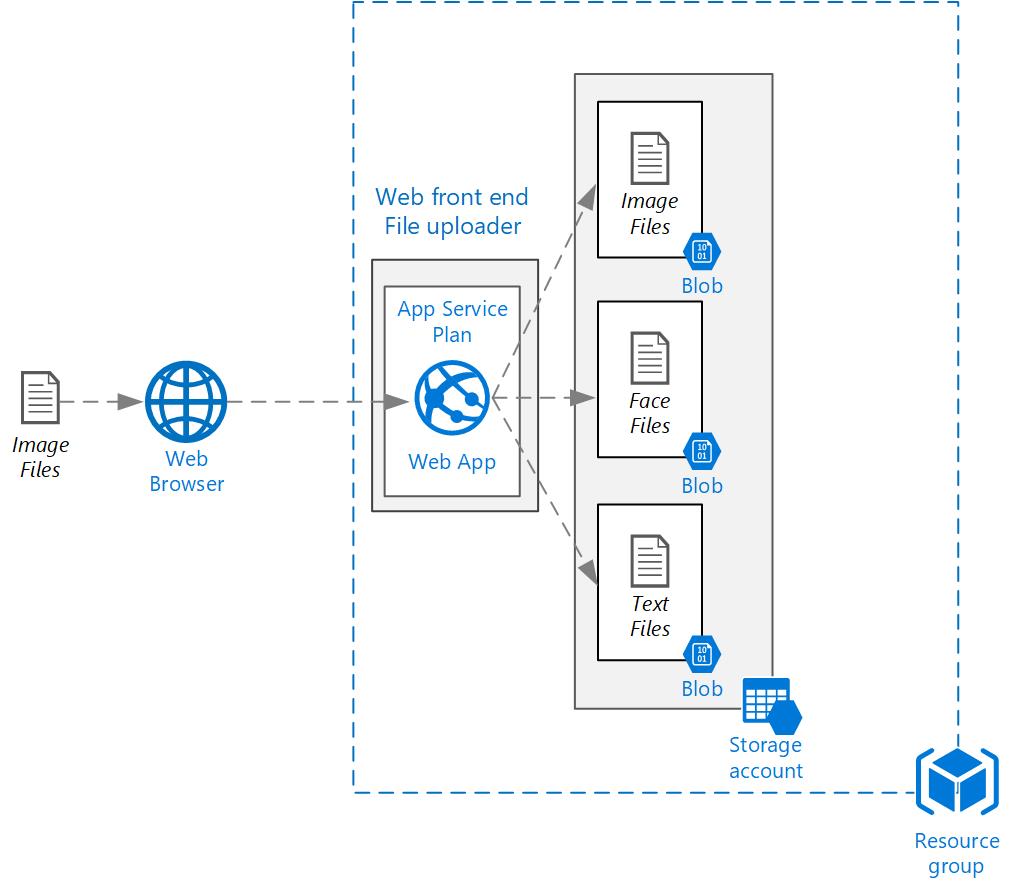 Image
Files
Web
Browser
Web front end
File uploader
App Service
Plan
Web App
Image
Files
10
01
Blob
Face
Files
10
01
Blob
Text
Files
10
01
Blob
Storage
account
Resource
group